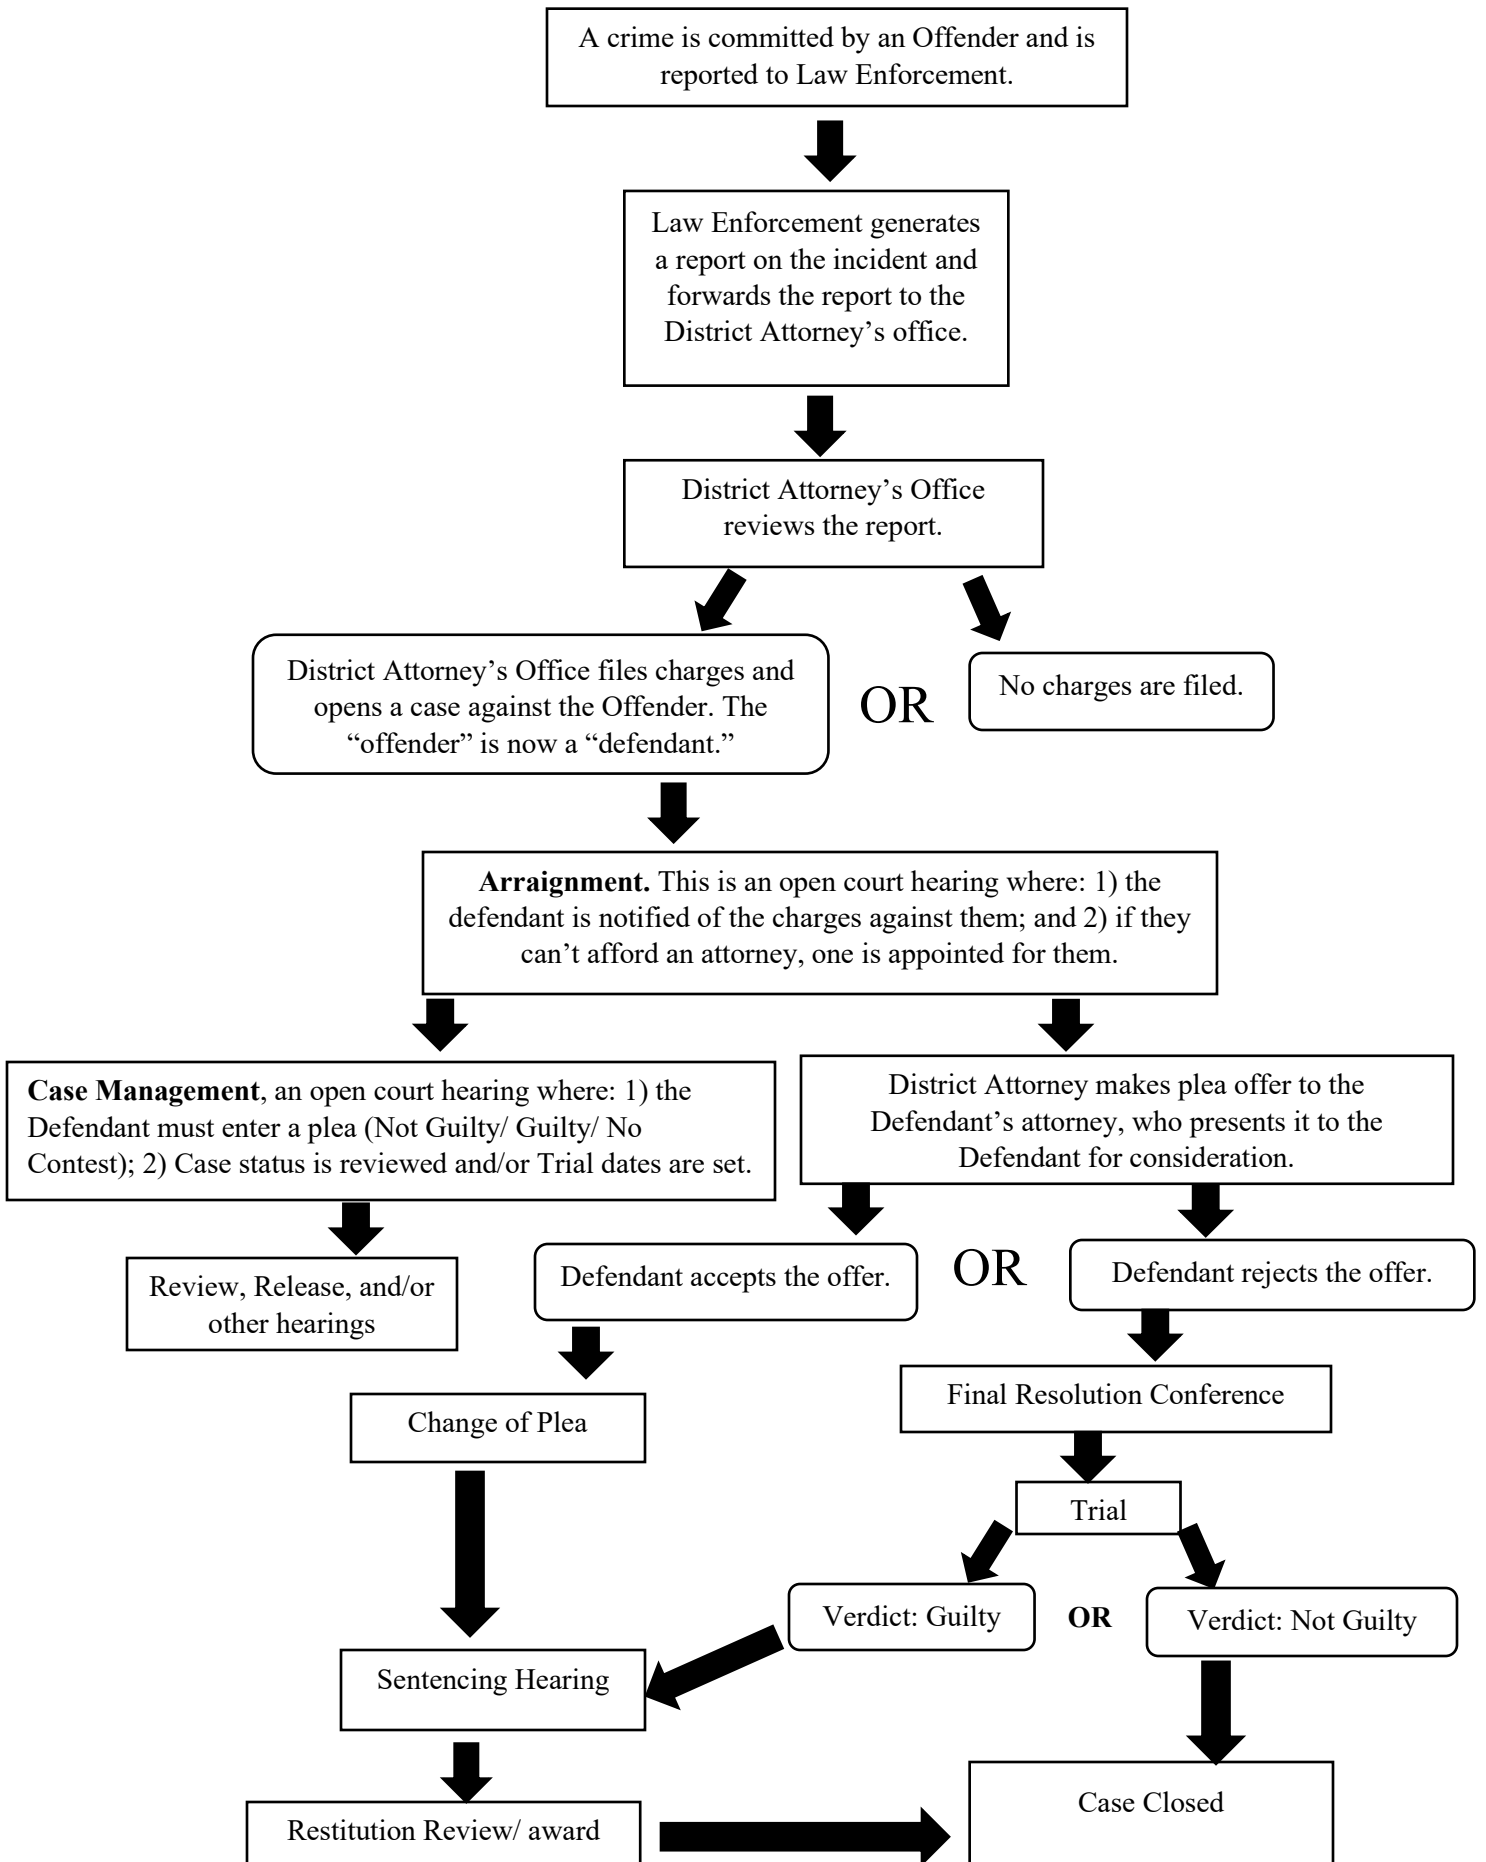 A crime is committed by an Offender and is
reported to Law Enforcement.
Law Enforcement generates
a report on the incident and
forwards the report to the
District Attorney’s office.
District Attorney’s Office
reviews the report.
District Attorney’s Office files charges and
opens a case against the Offender. The
“offender” is now a “defendant.”
OR
No charges are filed.
Arraignment. This is an open court hearing where: 1) the
defendant is notified of the charges against them; and 2) if they
can’t afford an attorney, one is appointed for them.
Case Management, an open court hearing where: 1) the
Defendant must enter a plea (Not Guilty/ Guilty/ No
Contest); 2) Case status is reviewed and/or Trial dates are set.
District Attorney makes plea offer to the
Defendant’s attorney, who presents it to the
Defendant for consideration.
Review, Release, and/or
other hearings
Defendant accepts the offer.
OR
Defendant rejects the offer.
Change of Plea
Final Resolution Conference
Trial
Verdict: Guilty
OR
Verdict: Not Guilty
Sentencing Hearing
Restitution Review/ award
Case Closed